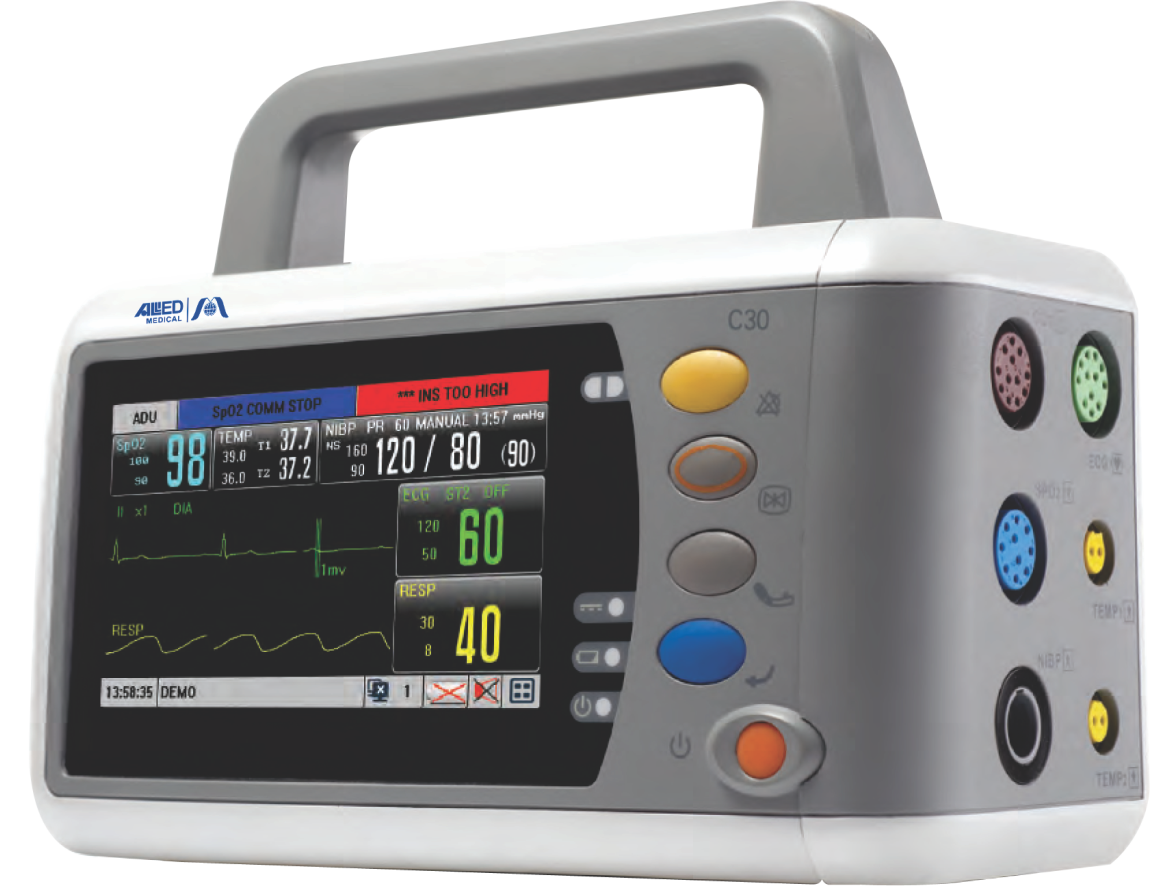 ALLIED
MEDICAL
C30
ADU
SpO2 COMM STOP
*** INS TOO HIGH
SpO2
100
90
98
TEMP
39.0
36.0
T1 37.7
T2 37.2
NIBP PR 60 MANUAL 13:57 mmHg
NS 160
90
120 / 80 (90)
II x1 DIA
1mv
ECG ST2 OFF
120
50
60
RESP
RESP
30
8
40
13:58:35 DEMO
1
ECG
SPO2
TEMP1
NIBP
TEMP2